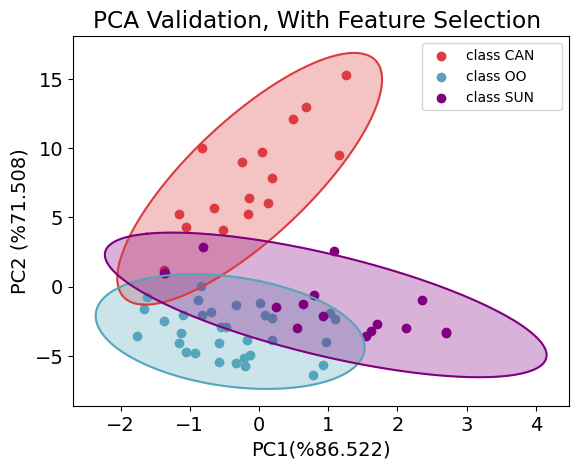 PCA Validation, With Feature Selection
class CAN
class OO
class SUN
15
10
5
0
−5
PC2 (%71.508)
−2 −1 0 1 2 3 4
PC1(%86.522)